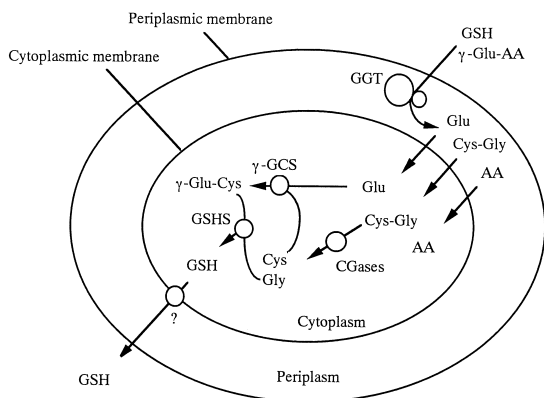 Periplasmic membrane
Cytoplasmic membrane
GSH
γ-Glu-AA
GGT
Glu
Cys-Gly
AA
γ-GCS
γ-Glu-Cys
Glu
GSHS
Cys-Gly
AA
Cys
Gly
CGases
GSH
Cytoplasm
?
GSH
Periplasm